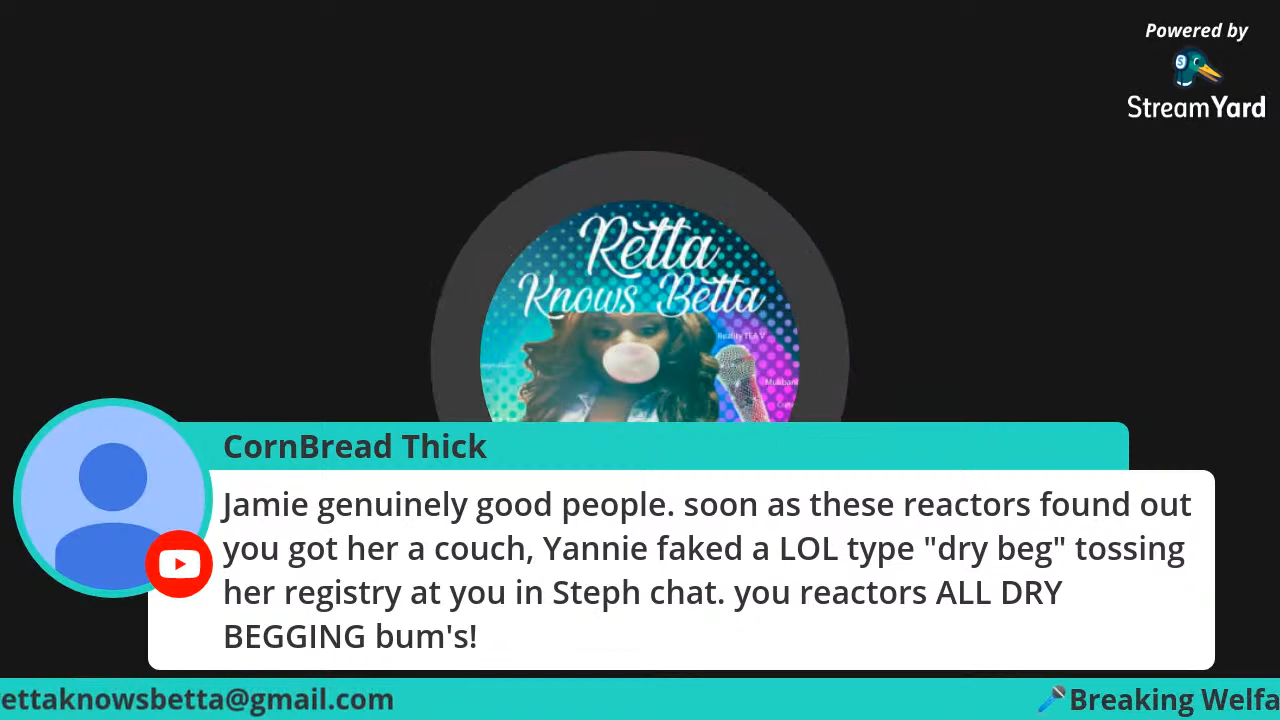 Powered by
StreamYard
Retta
Knows Betta
RealityTEA V
Mukban
CornBread Thick
Jamie genuinely good people. soon as these reactors found out
you got her a couch, Yannie faked a LOL type "dry beg" tossing
her registry at you in Steph chat. you reactors ALL DRY
BEGGING bum's!
ettaknowsbetta@gmail.com
🎤Breaking Welfa